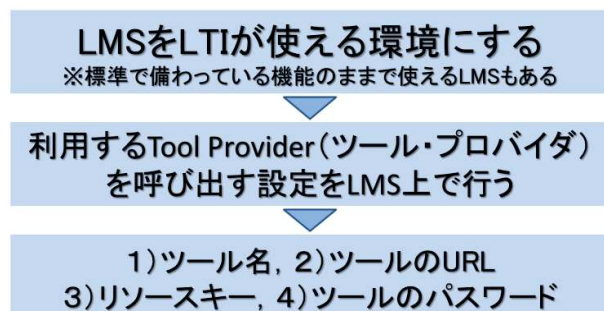 LMSをLTIが使える環境にする
※標準で備わっている機能のままで使えるLMSもある
利用するTool Provider(ツール・プロバイダ)
を呼び出す設定をLMS上で行う
1)ツール名, 2)ツールのURL
3)リソースキー, 4)ツールのパスワード